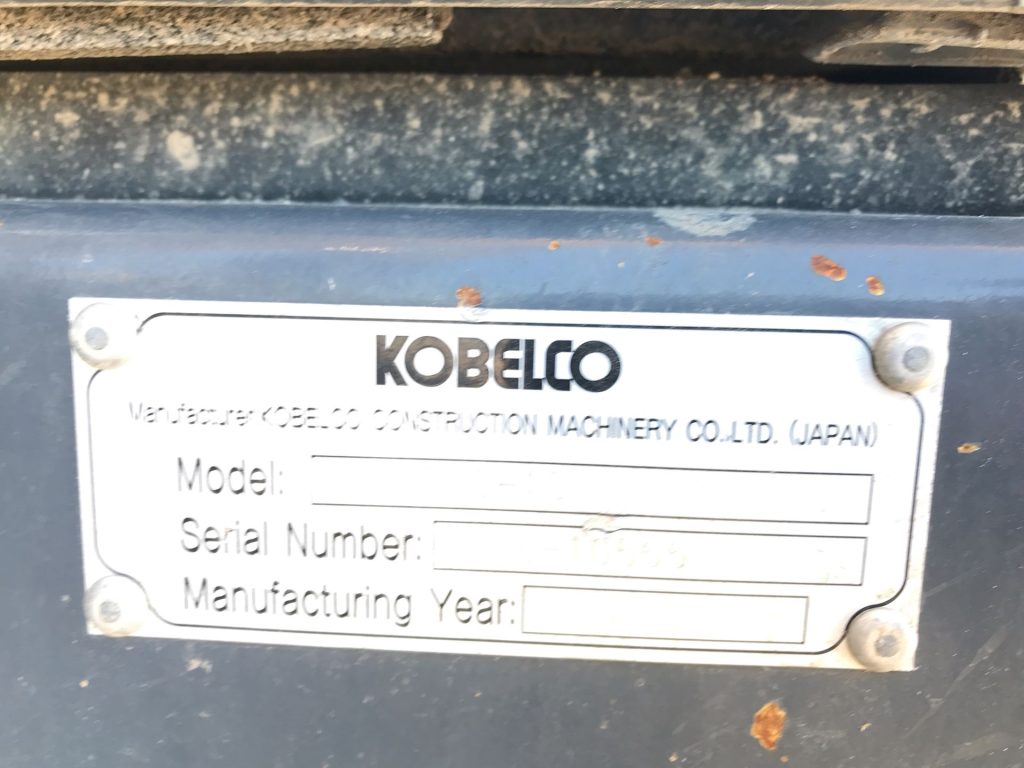 KOBELCO
Manufacturer KOBELCO CONSTRUCTION MACHINERY CO.,LTD. (JAPAN)
Model:
Serial Number:
Manufacturing Year: